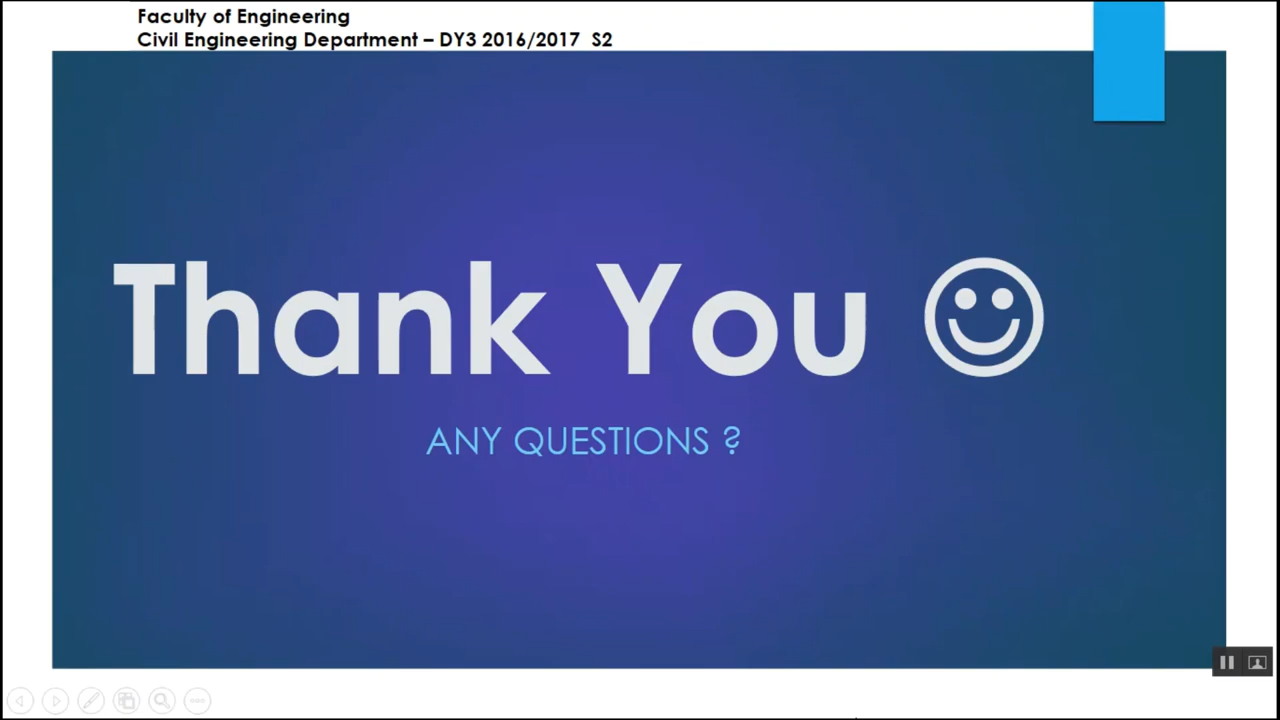 Faculty of Engineering
Civil Engineering Department – DY3 2016/2017 S2
Thank You ☺
ANY QUESTIONS ?